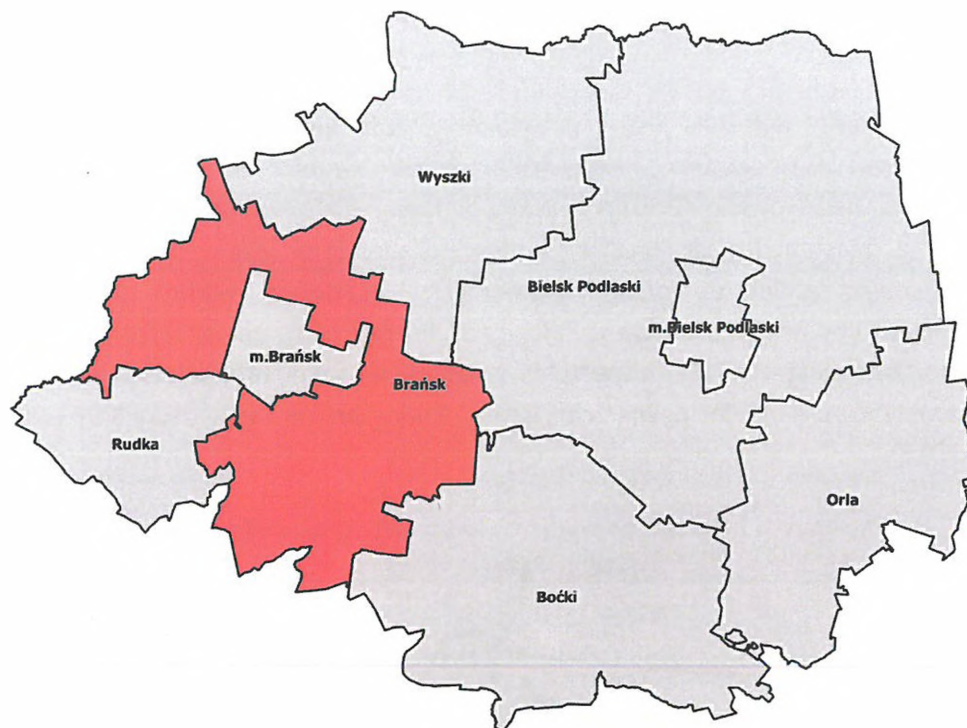 Wyszki
Bielsk Podlaski
m.Bielsk Podlaski
m.Brańsk
Brańsk
Rudka
Orla
Boćki